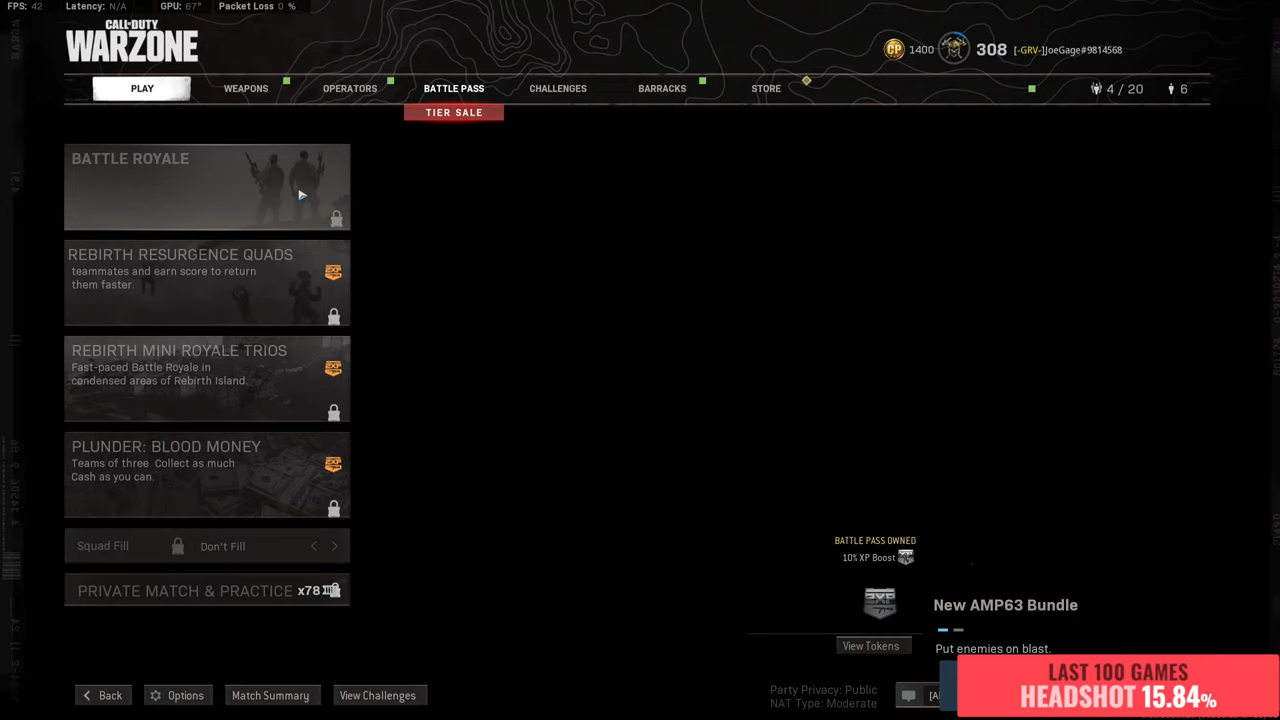 FPS: 42 Latency: N/A GPU: 67° Packet Loss 0 %
CALL OF DUTY
WARZONE
CP 1400 308 [-GRV-]JoeGage#9814568
PLAY WEAPONS OPERATORS BATTLE PASS CHALLENGES BARRACKS STORE 4 / 20 6
TIER SALE
BATTLE ROYALE
REBIRTH RESURGENCE QUADS
teammates and earn score to return
them faster.
2XP
REBIRTH MINI ROYALE TRIOS
Fast-paced Battle Royale in
condensed areas of Rebirth Island.
2XP
PLUNDER: BLOOD MONEY
Teams of three. Collect as much
Cash as you can.
2XP
Squad Fill Don't Fill
PRIVATE MATCH & PRACTICE x78
BATTLE PASS OWNED
10% XP Boost
New AMP63 Bundle
Put enemies on blast.
View Tokens
Back Options Match Summary View Challenges
Party Privacy: Public
NAT Type: Moderate
LAST 100 GAMES
HEADSHOT 15.84%